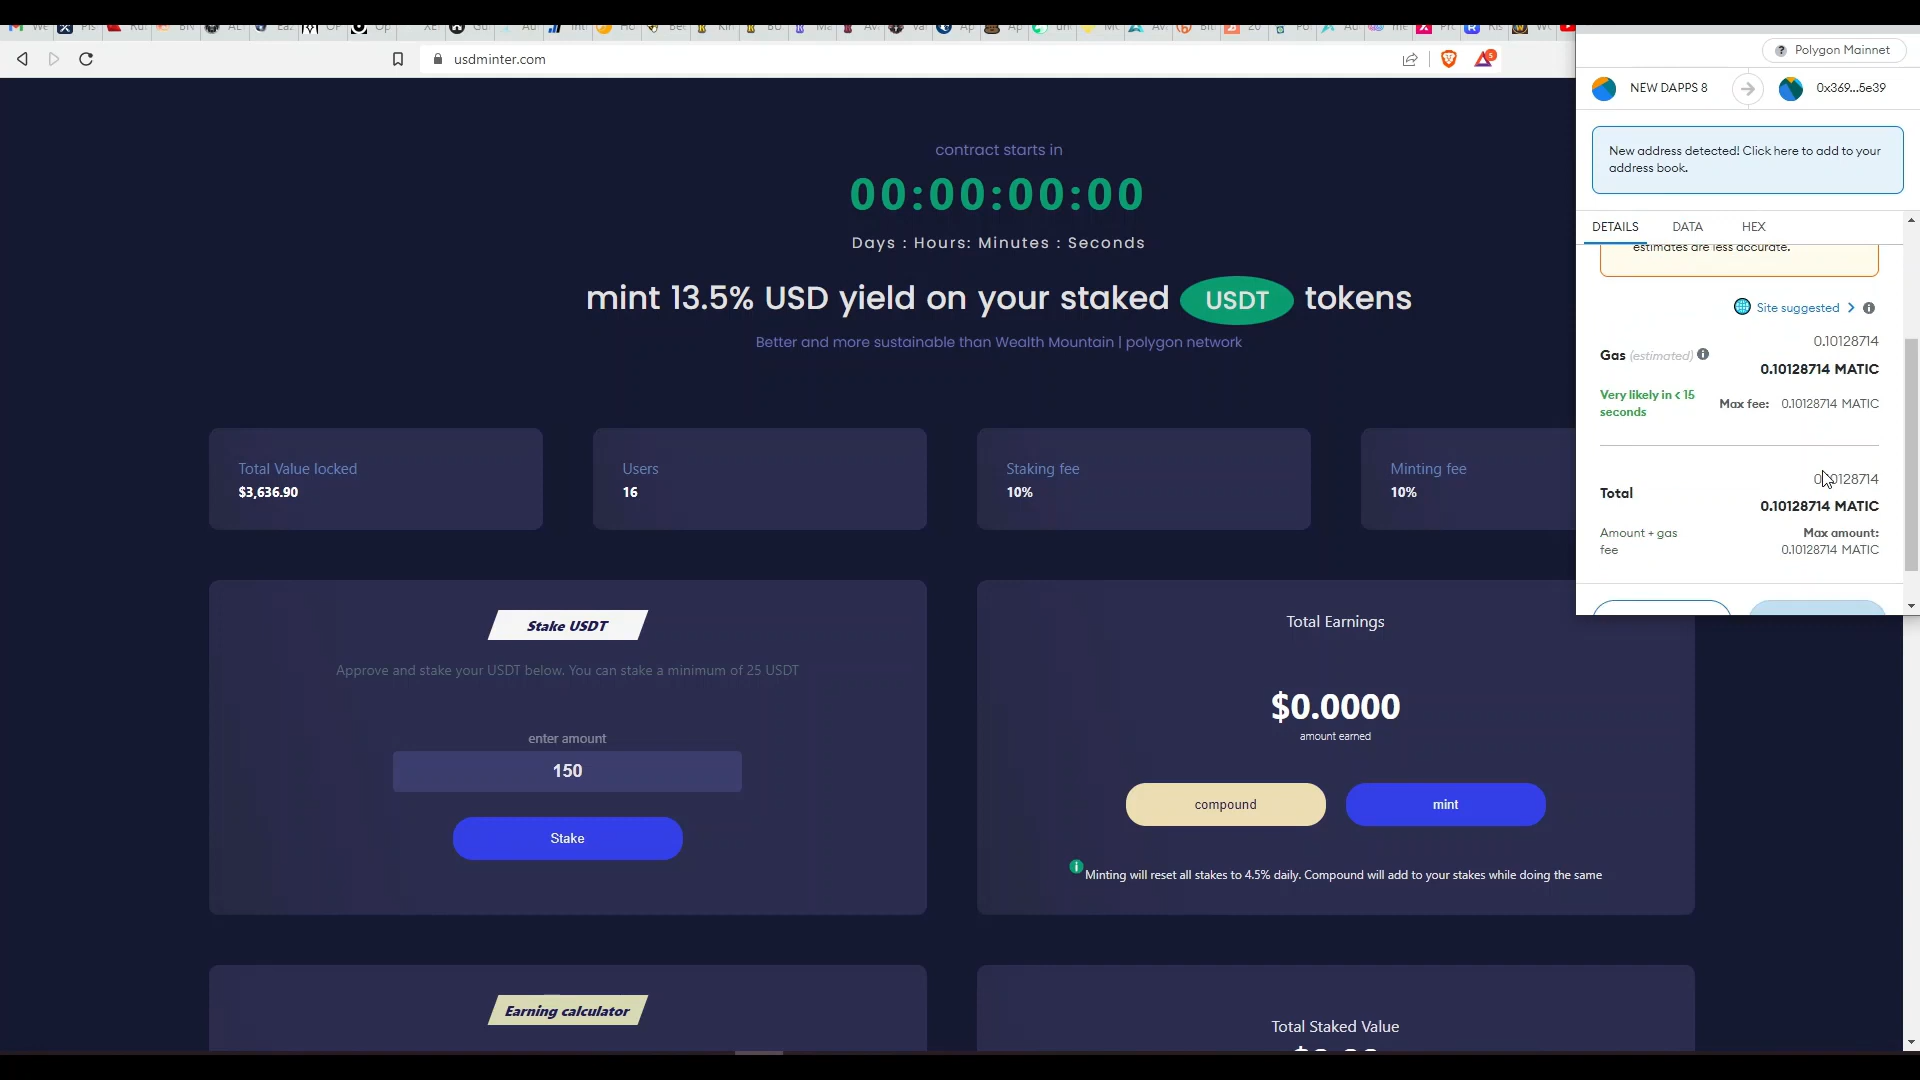 usdminter.com
Polygon Mainnet
NEW DAPPS 8
0x369...5e39
New address detected! Click here to add to your
address book.
DETAILS DATA HEX
estimates are less accurate.
Site suggested
0.10128714
Gas (estimated)
0.10128714 MATIC
Very likely in < 15
seconds
Max fee: 0.10128714 MATIC
Total
0.10128714 MATIC
Amount + gas
fee
Max amount:
0.10128714 MATIC
contract starts in
00:00:00:00
Days : Hours: Minutes : Seconds
mint 13.5% USD yield on your staked USDT tokens
Better and more sustainable than Wealth Mountain | polygon network
Total Value locked
$3,636.90
Users
16
Staking fee
10%
Minting fee
10%
Stake USDT
Approve and stake your USDT below. You can stake a minimum of 25 USDT
enter amount
150
Stake
Total Earnings
$0.0000
amount earned
compound
mint
Minting will reset all stakes to 4.5% daily. Compound will add to your stakes while doing the same
Earning calculator
Total Staked Value